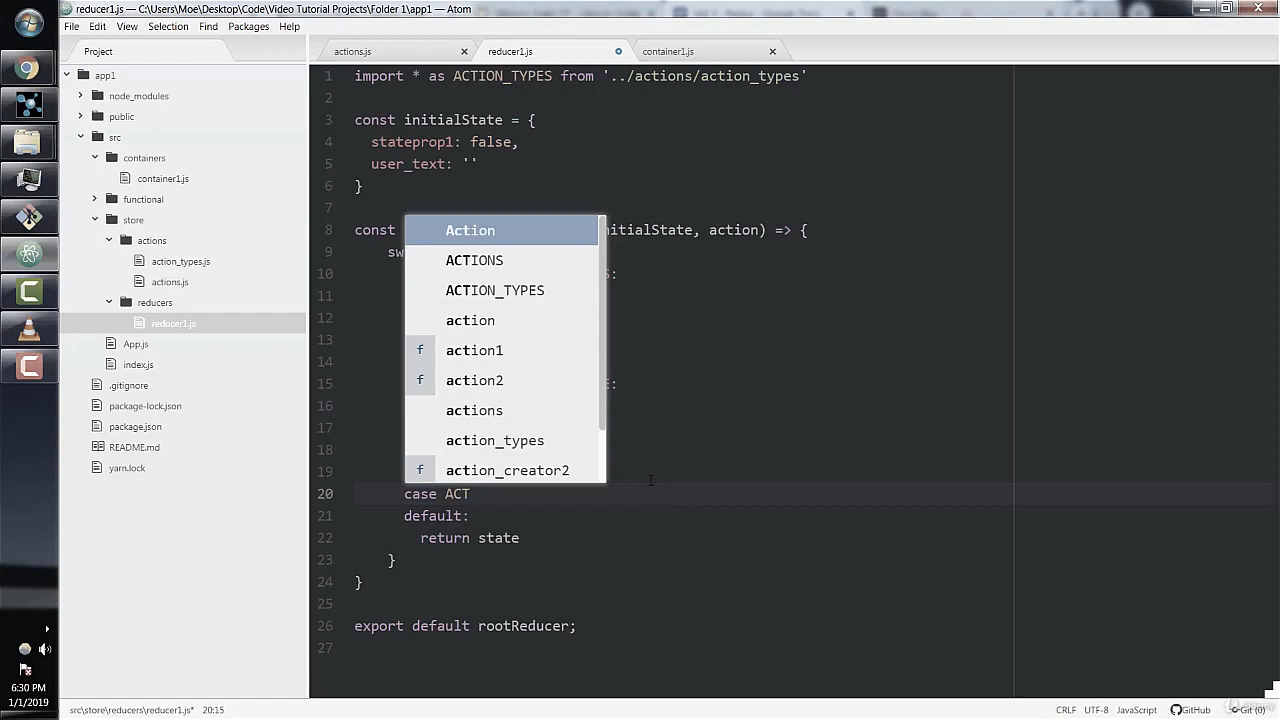 reducer1.js — C:\Users\Moe\Desktop\Code\Video Tutorial Projects\Folder 1\app1 — Atom
File Edit View Selection Find Packages Help
Project
actions.js
reducer1.js
container1.js
app1
node_modules
public
src
containers
container1.js
functional
store
actions
action_types.js
actions.js
reducers
reducer1.js
App.js
index.js
.gitignore
package-lock.json
package.json
README.md
yarn.lock
1 import * as ACTION_TYPES from '../actions/action_types'
2
3 const initialState = {
4 stateprop1: false,
5 user_text: ''
6 }
7
8 const nitialState, action) => {
9 sw
10 S:
11
12
13
14
15 E:
16
17
18
19
20 case ACT
21 default:
22 return state
23 }
24 }
25
26 export default rootReducer;
27
Action
ACTIONS
ACTION_TYPES
action
f action1
f action2
actions
action_types
f action_creator2
6:30 PM
1/1/2019
src\store\reducers\reducer1.js* 20:15
CRLF UTF-8 JavaScript GitHub Git (0)